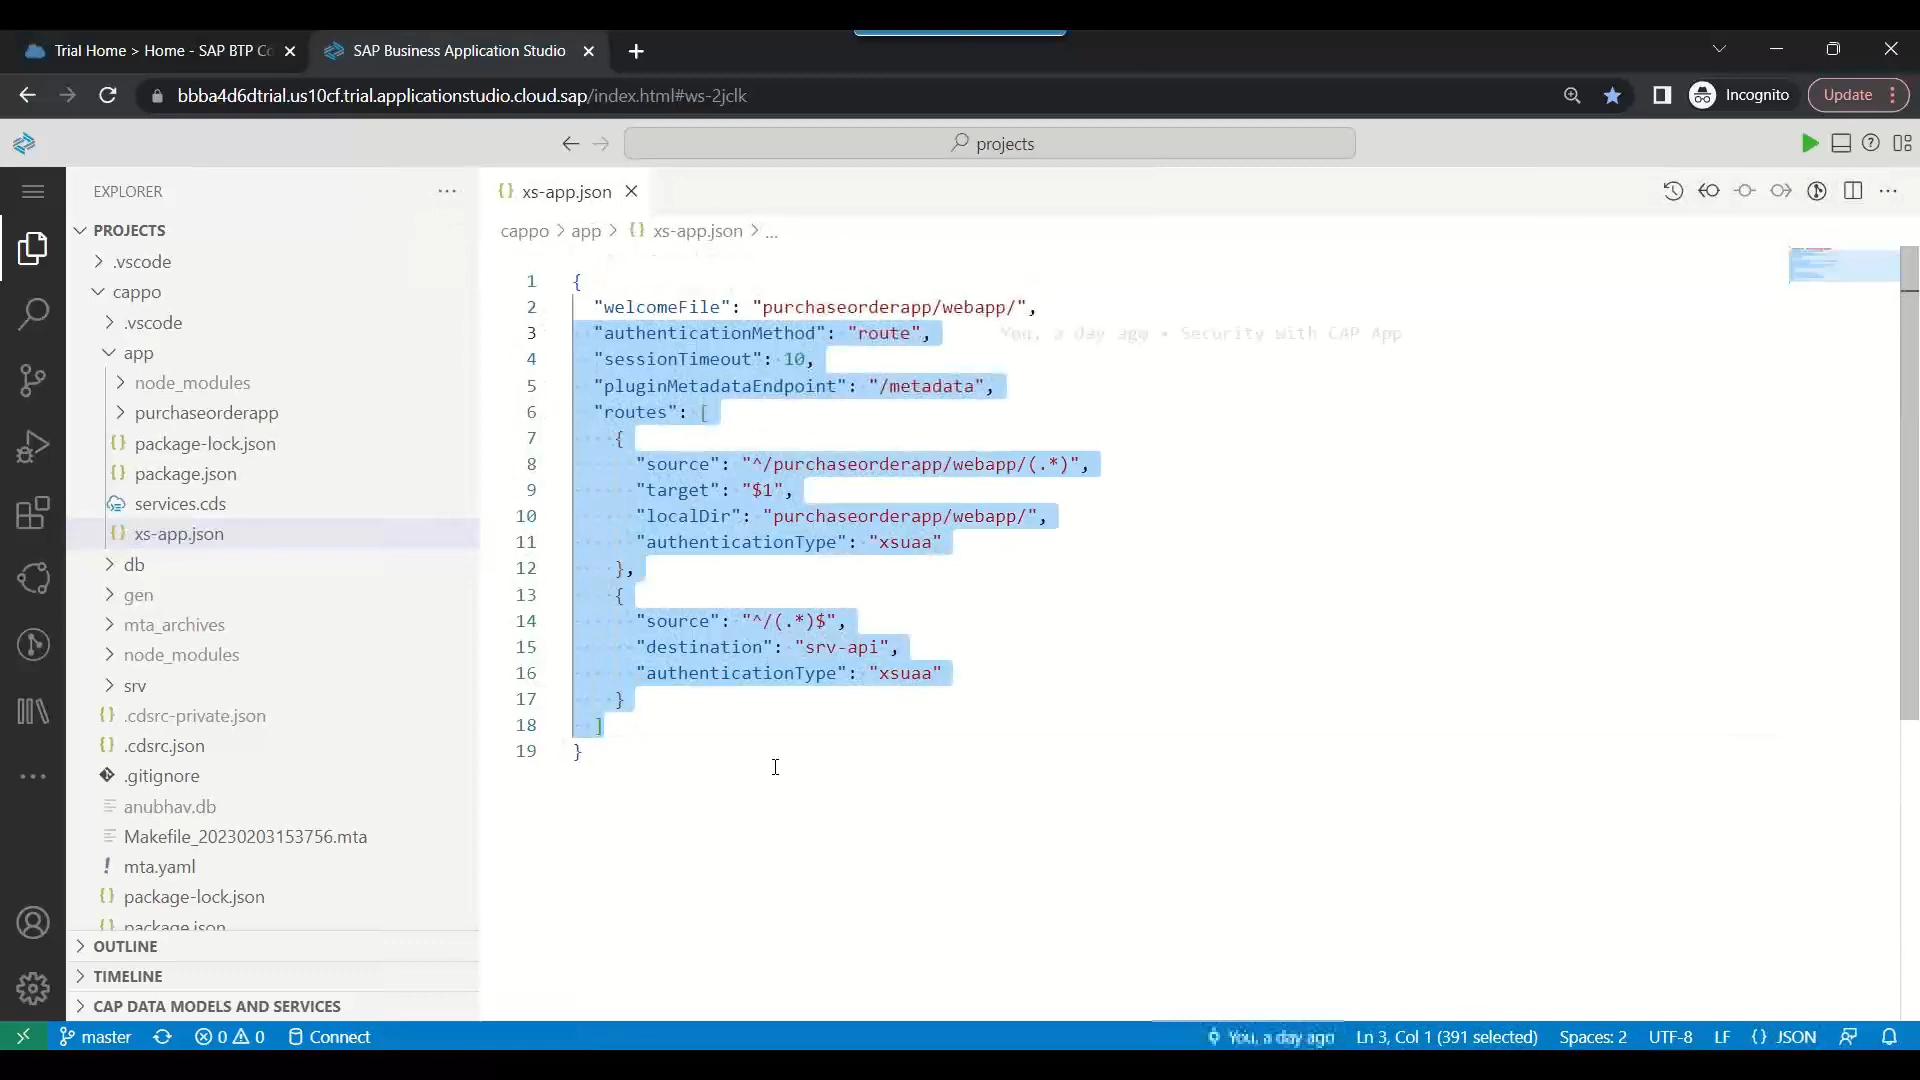 Trial Home > Home - SAP BTP Co
SAP Business Application Studio
bbba4d6dtrial.us10cf.trial.applicationstudio.cloud.sap/index.html#ws-2jclk
Incognito
Update
projects
EXPLORER
PROJECTS
.vscode
cappo
.vscode
app
node_modules
purchaseorderapp
package-lock.json
package.json
services.cds
xs-app.json
db
gen
mta_archives
node_modules
srv
.cdsrc-private.json
.cdsrc.json
.gitignore
anubhav.db
Makefile_20230203153756.mta
mta.yaml
package-lock.json
package.json
OUTLINE
TIMELINE
CAP DATA MODELS AND SERVICES
{} xs-app.json
cappo > app > {} xs-app.json > ...
1 {
2 "welcomeFile": "purchaseorderapp/webapp/",
3 "authenticationMethod": "route", You, a day ago • Security with CAP App
4 "sessionTimeout": 10,
5 "pluginMetadataEndpoint": "/metadata",
6 "routes": [
7 {
8 "source": "^/purchaseorderapp/webapp/(.*)",
9 "target": "$1",
10 "localDir": "purchaseorderapp/webapp/",
11 "authenticationType": "xsuaa"
12 },
13 {
14 "source": "^/(.*)$",
15 "destination": "srv-api",
16 "authenticationType": "xsuaa"
17 }
18 ]
19 }
master
0
0
Connect
You, a day ago
Ln 3, Col 1 (391 selected)
Spaces: 2
UTF-8
LF
{} JSON